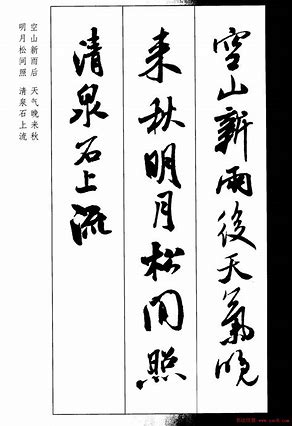 空山新雨後天氣晚
来秋明月松间照
清泉石上流
空山新雨后 天气晚来秋
明月松间照 清泉石上流